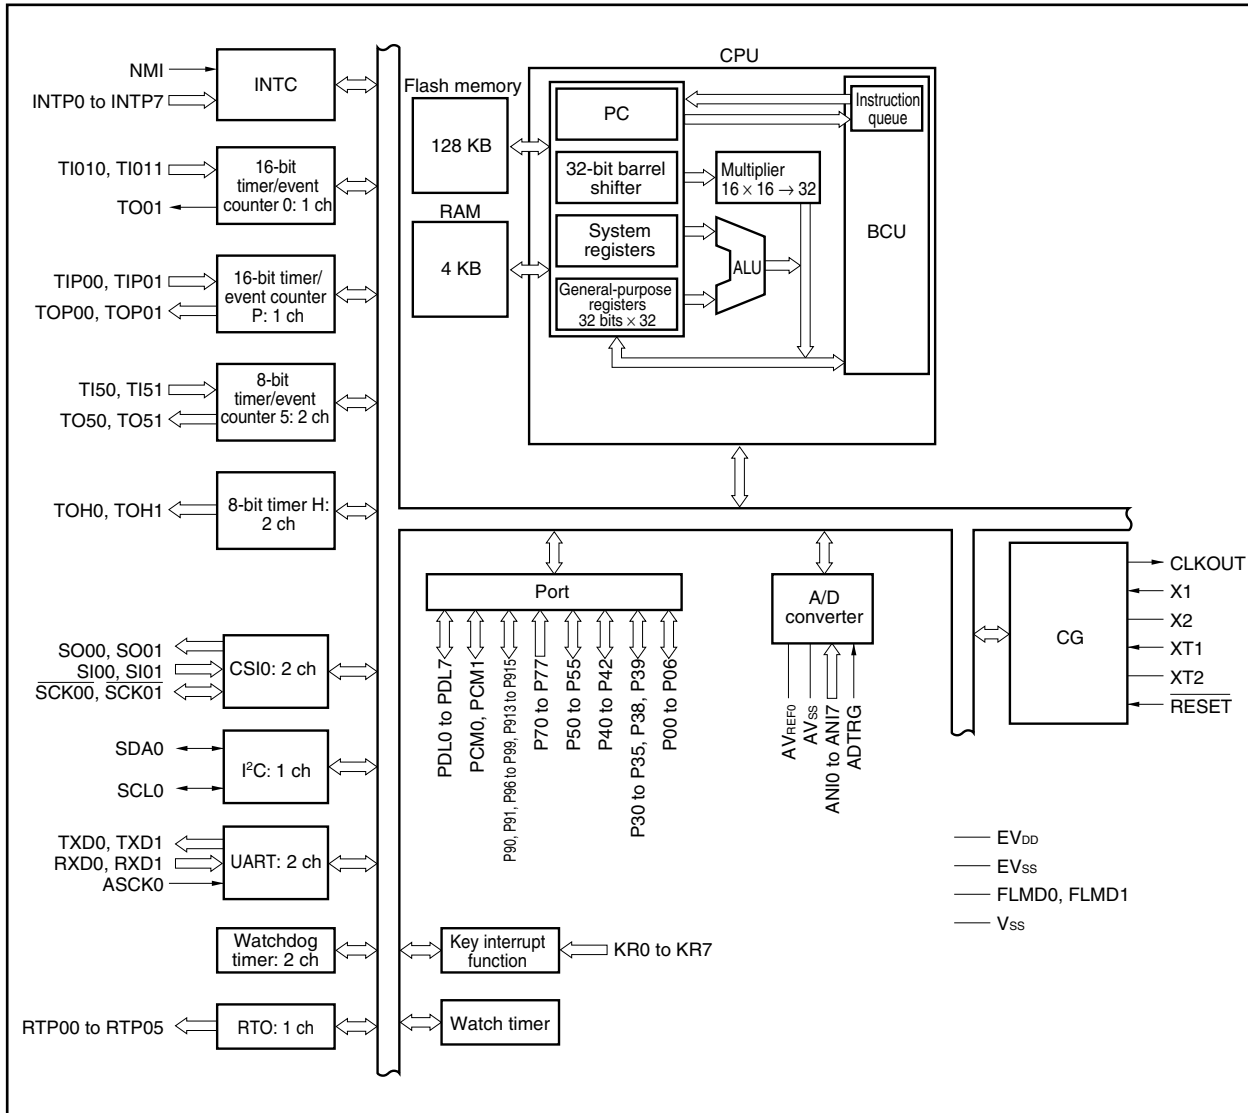 NMI
INTP0 to INTP7
INTC
TI010, TI011
TO01
16-bit
timer/event
counter 0: 1 ch
TIP00, TIP01
TOP00, TOP01
16-bit timer/
event counter
P: 1 ch
TI50, TI51
TO50, TO51
8-bit
timer/event
counter 5: 2 ch
TOH0, TOH1
8-bit timer H:
2 ch
SO00, SO01
SI00, SI01
SCK00, SCK01
CSI0: 2 ch
SDA0
SCL0
I²C: 1 ch
TXD0, TXD1
RXD0, RXD1
ASCK0
UART: 2 ch
Watchdog
timer: 2 ch
RTP00 to RTP05
RTO: 1 ch
Flash memory
128 KB
RAM
4 KB
CPU
PC
32-bit barrel
shifter
System
registers
General-purpose
registers
32 bits × 32
Multiplier
16 × 16 → 32
ALU
Instruction
queue
BCU
Port
PDL0 to PDL7
PCM0, PCM1
P90, P91, P96 to P99, P913 to P915
P70 to P77
P50 to P55
P40 to P42
P30 to P35, P38, P39
P00 to P06
A/D
converter
AVREF0
AVSS
ANI0 to ANI7
ADTRG
CG
CLKOUT
X1
X2
XT1
XT2
RESET
EVDD
EVSS
FLMD0, FLMD1
VSS
Key interrupt
function
KR0 to KR7
Watch timer